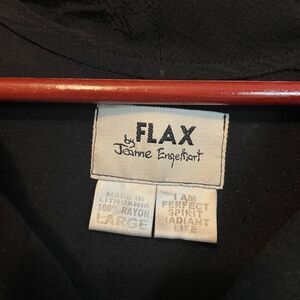 FLAX
by
Jeanne Engelhart
MADE IN
LITHUANIA
100% RAYON
LARGE
I AM
PERFECT
SPIRIT
RADIANT
LIFE